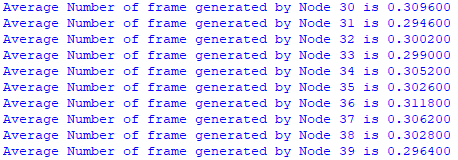 Average Number of frame generated by Node 30 is 0.309600
Average Number of frame generated by Node 31 is 0.294600
Average Number of frame generated by Node 32 is 0.300200
Average Number of frame generated by Node 33 is 0.299000
Average Number of frame generated by Node 34 is 0.305200
Average Number of frame generated by Node 35 is 0.302600
Average Number of frame generated by Node 36 is 0.311800
Average Number of frame generated by Node 37 is 0.306200
Average Number of frame generated by Node 38 is 0.302800
Average Number of frame generated by Node 39 is 0.296400